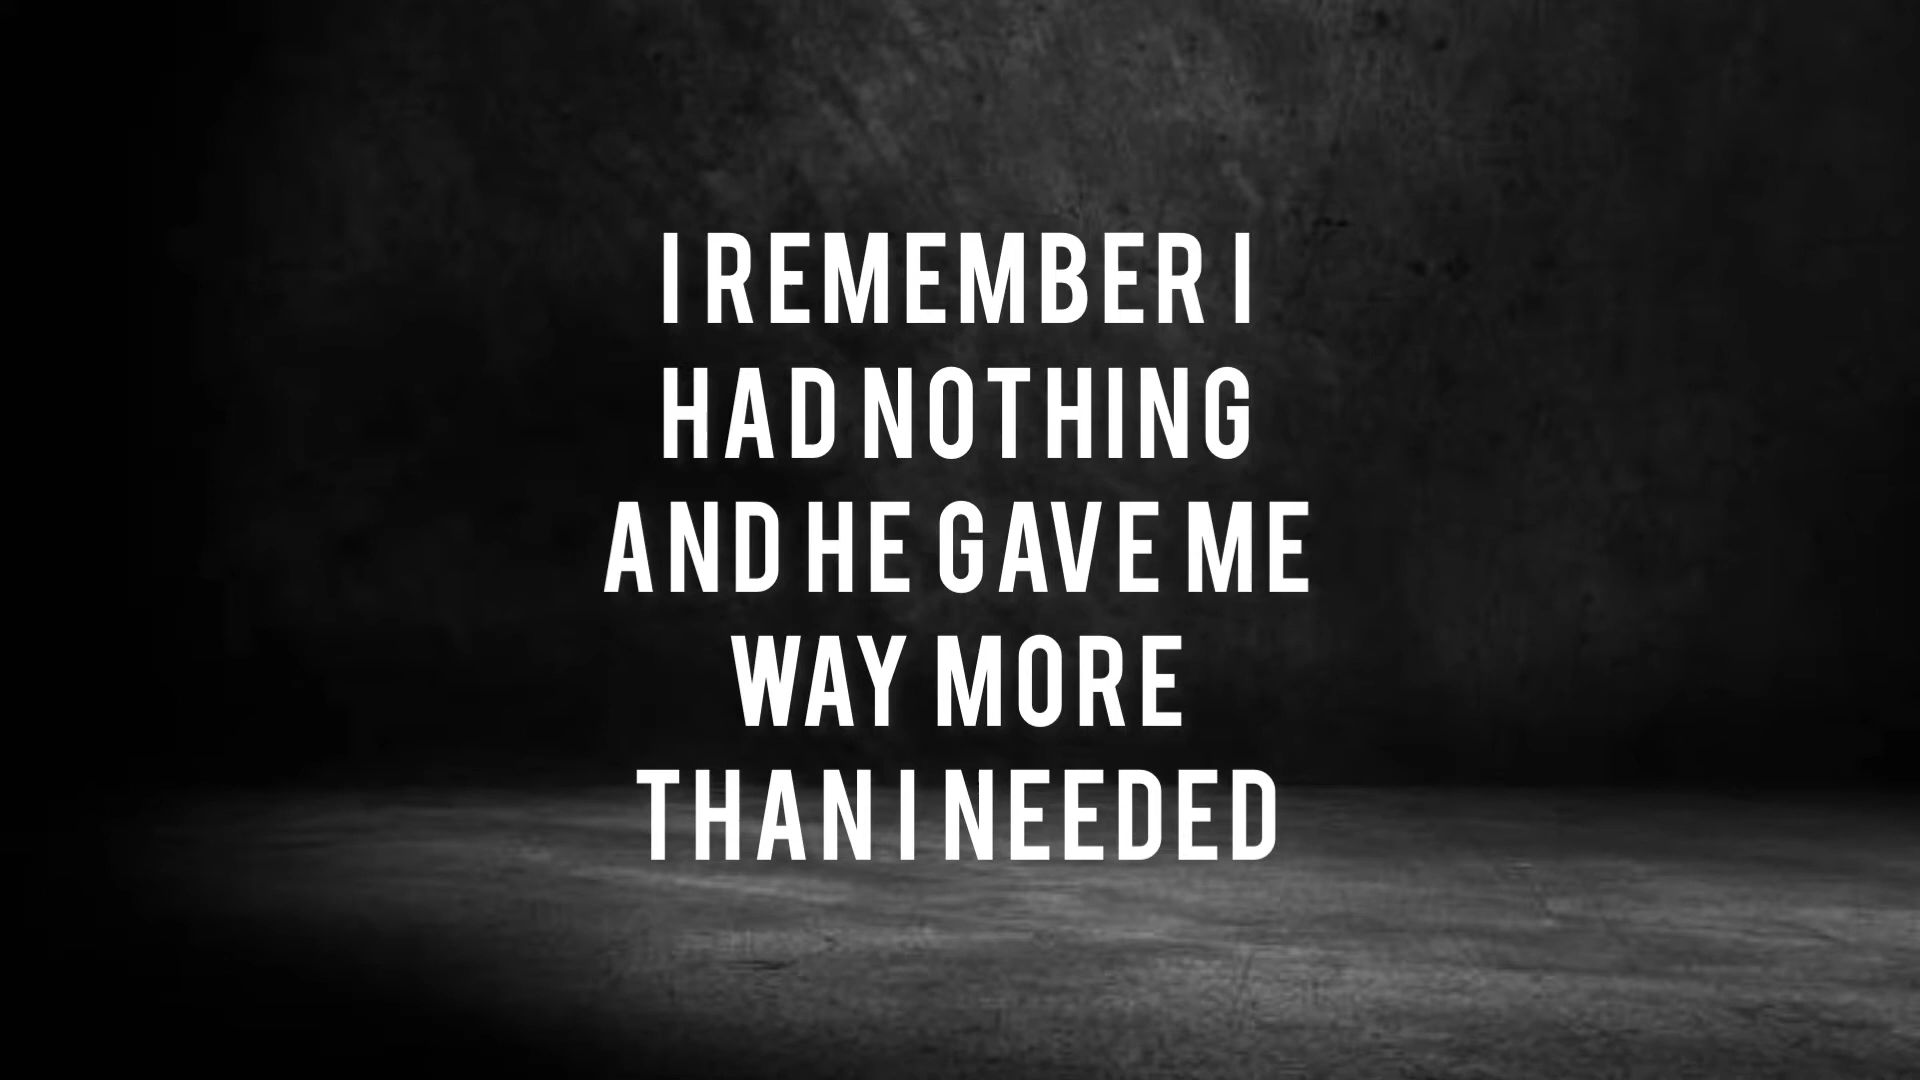 I REMEMBER I
HAD NOTHING
AND HE GAVE ME
WAY MORE
THAN I NEEDED